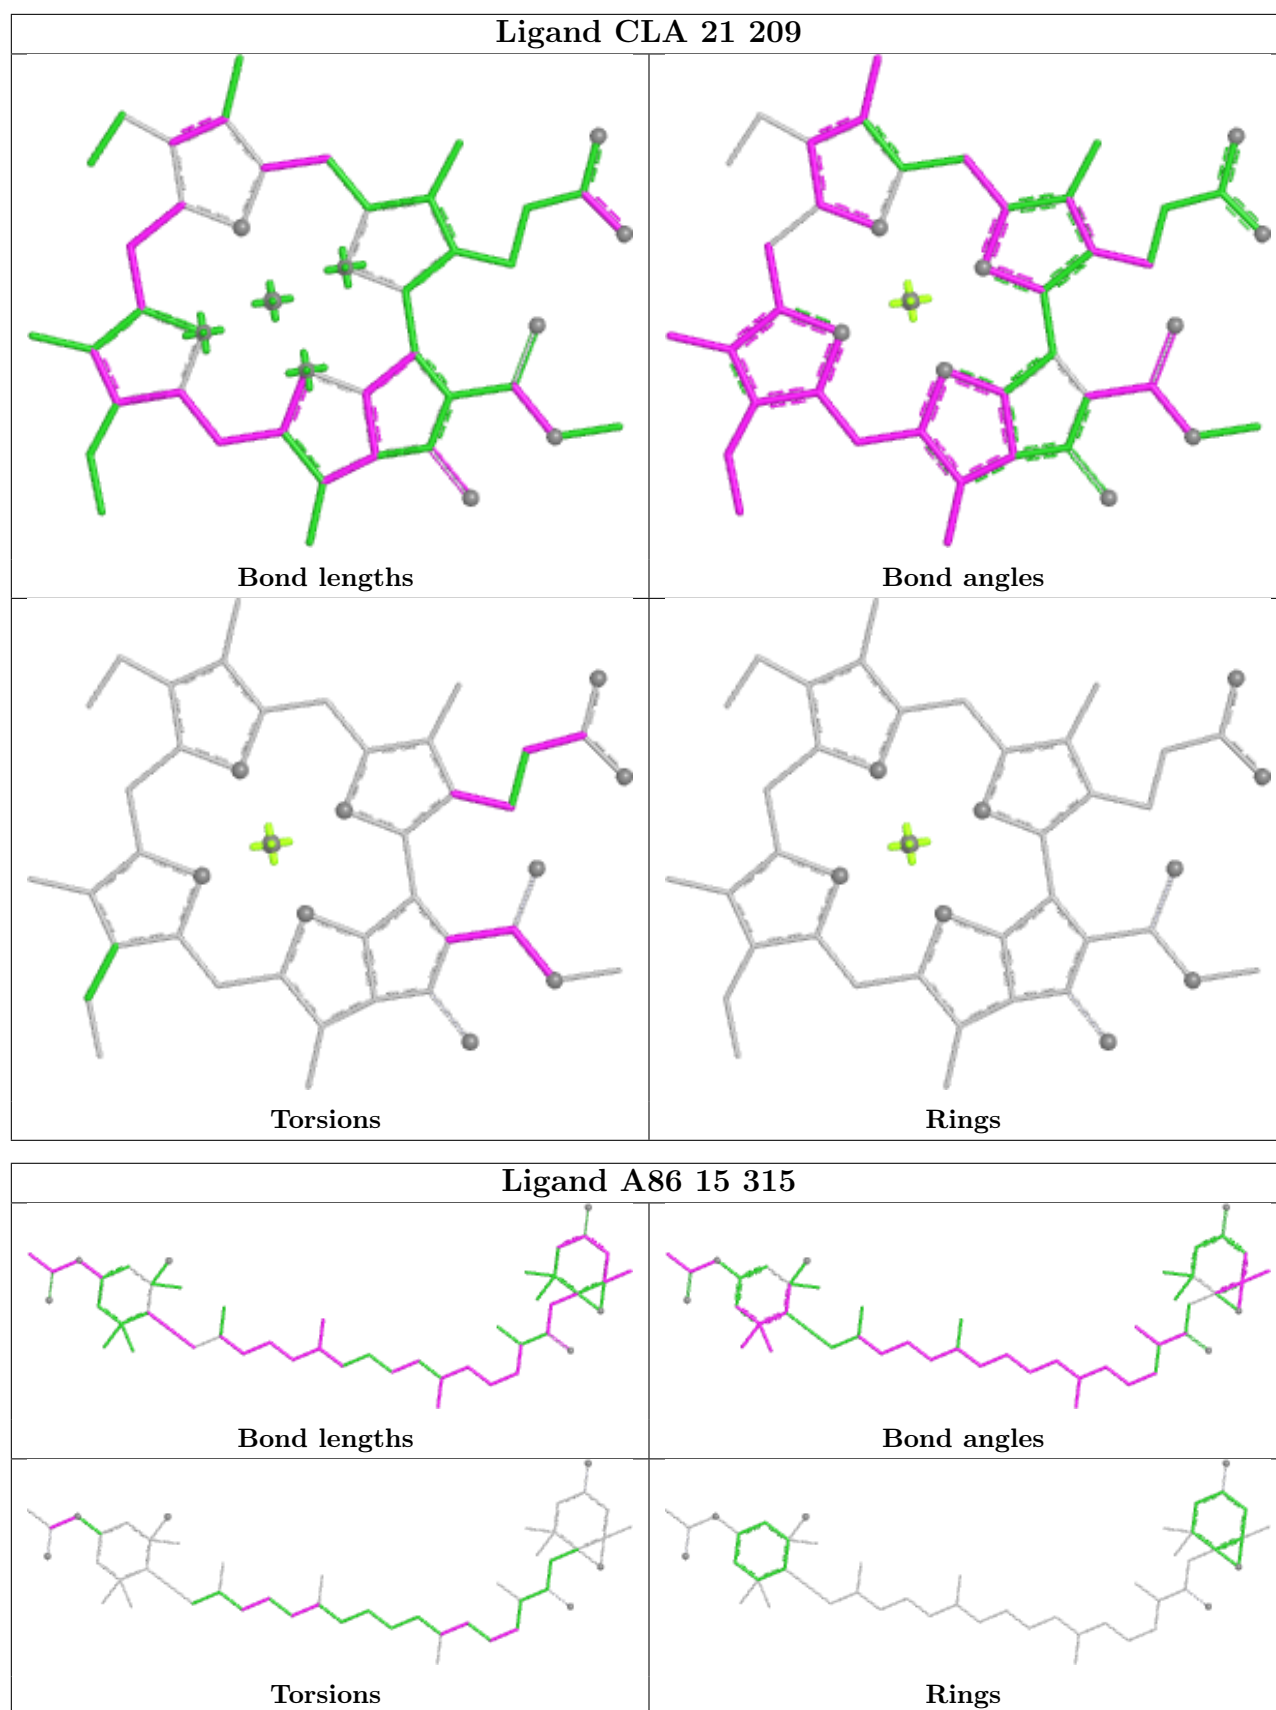 Ligand CLA 21 209
Bond lengths
Bond angles
Torsions
Rings
Ligand A86 15 315
Bond lengths
Bond angles
Torsions
Rings